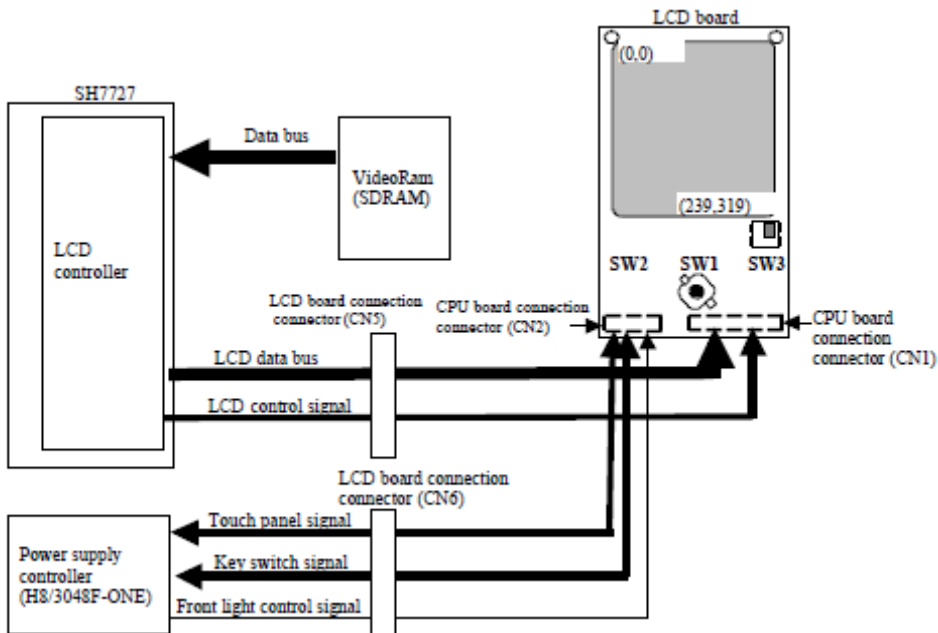 LCD board
(0,0)
SH7727
Data bus
VideoRam
(SDRAM)
(239,319)
LCD
controller
SW2 SW1 SW3
LCD board connection
connector (CN5)
CPU board connection
connector (CN2)
CPU board
connection
connector (CN1)
LCD data bus
LCD control signal
LCD board connection
connector (CN6)
Touch panel signal
Power supply
controller
(H8/3048F-ONE)
Key switch signal
Front light control signal